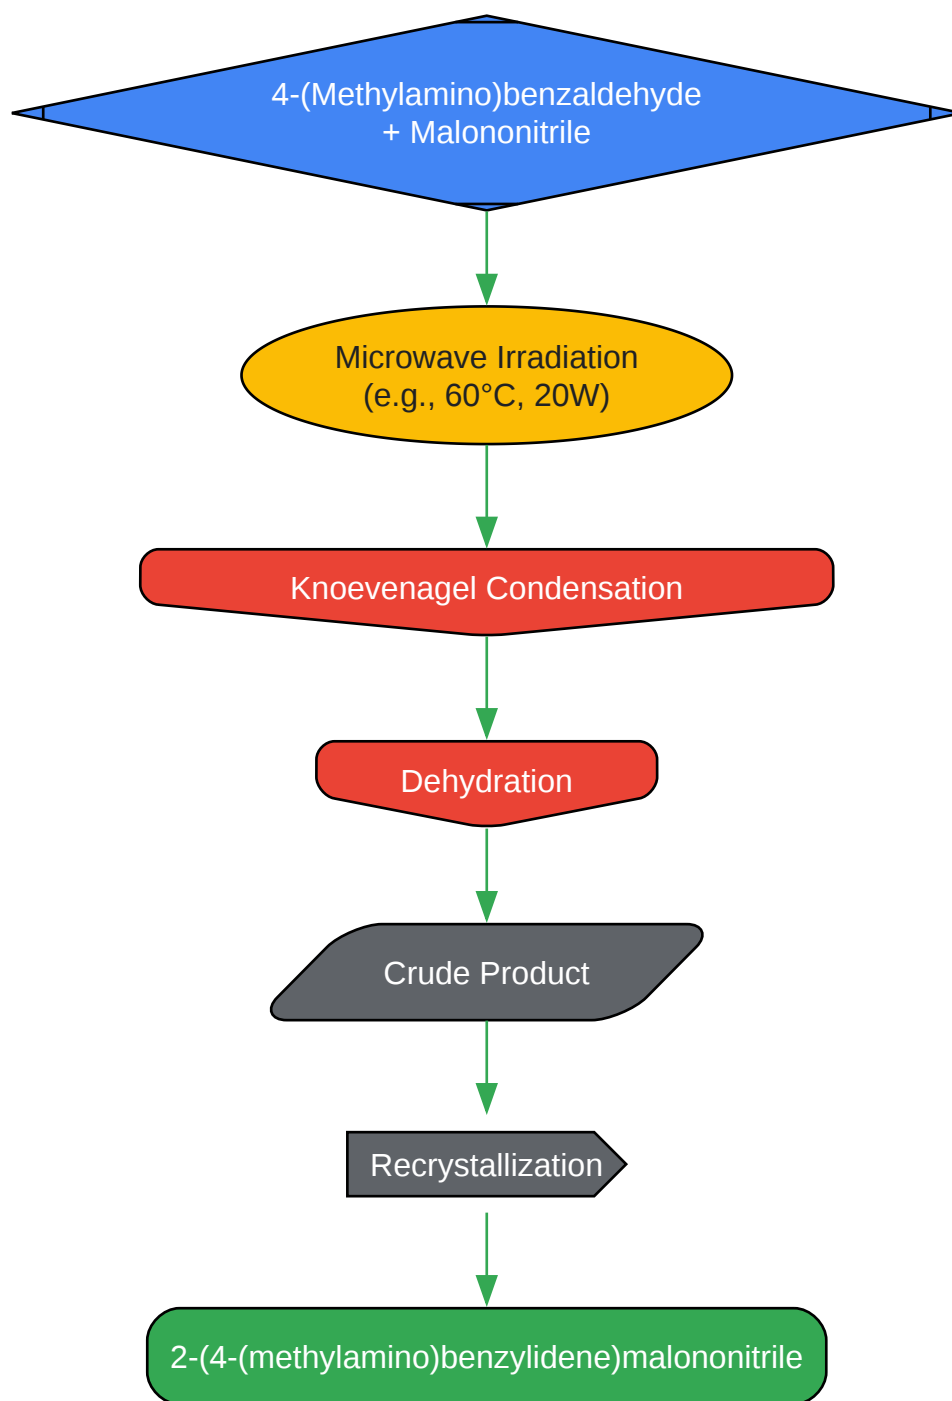 4-(Methylamino)benzaldehyde
+ Malononitrile
Microwave Irradiation
(e.g., 60°C, 20W)
Knoevenagel Condensation
Dehydration
Crude Product
Recrystallization
2-(4-(methylamino)benzylidene)malononitrile